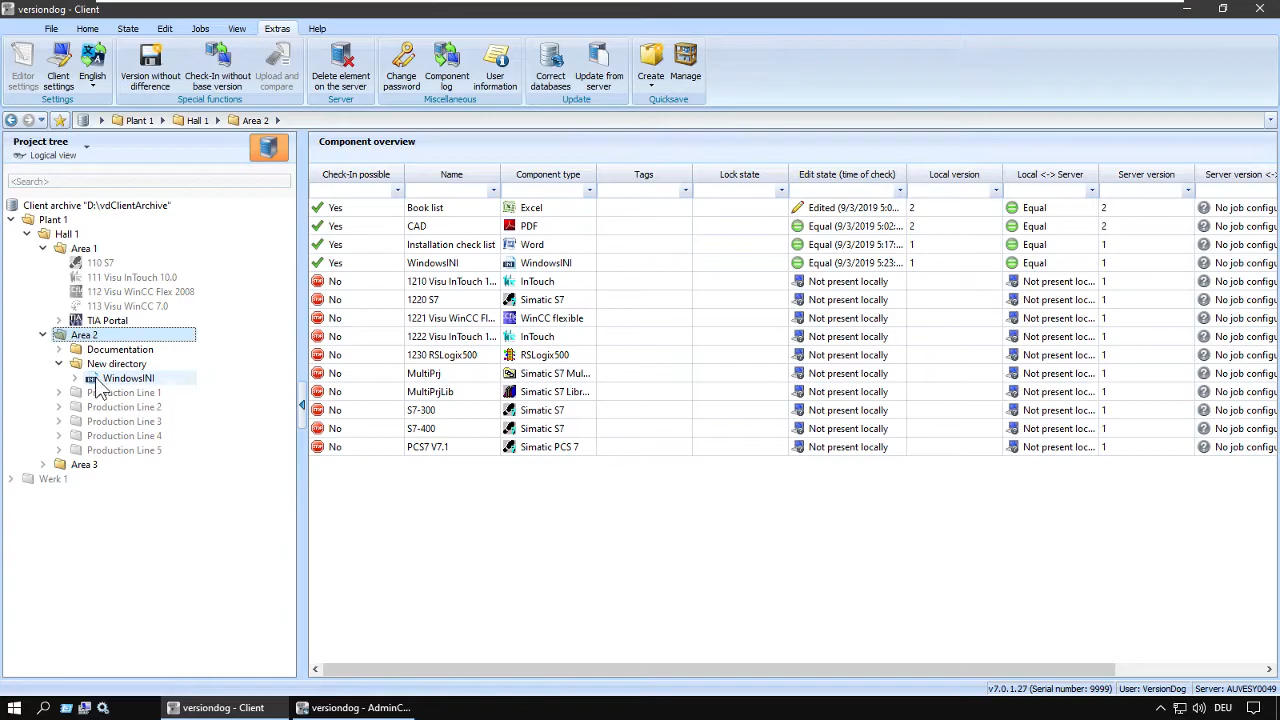 versiondog - Client
File Home State Edit Jobs View Extras Help
Editor settings Client settings English Version without difference Check-In without base version Upload and compare Delete element on the server Change password Component log User information Correct databases Update from server Create Manage
Settings Special functions Server Miscellaneous Update Quicksave
Plant 1 Hall 1 Area 2
Project tree
Logical view
<Search>
Client archive "D:\vdClientArchive"
Plant 1
Hall 1
Area 1
110 S7
111 Visu InTouch 10.0
112 Visu WinCC Flex 2008
113 Visu WinCC 7.0
TIA Portal
Area 2
Documentation
New directory
WindowsINI
Production Line 1
Production Line 2
Production Line 3
Production Line 4
Production Line 5
Area 3
Werk 1
Component overview
Check-In possible Name Component type Tags Lock state Edit state (time of check) Local version Local <-> Server Server version Server version <-
Yes Book list Excel Edited (9/3/2019 5:0... 2 Equal 2 No job configu
Yes CAD PDF Equal (9/3/2019 5:02:... 2 Equal 2 No job configu
Yes Installation check list Word Equal (9/3/2019 5:17:... 1 Equal 1 No job configu
Yes WindowsINI WindowsINI Equal (9/3/2019 5:23:... 1 Equal 1 No job configu
No 1210 Visu InTouch 1... InTouch Not present locally Not present loc... 1 No job configu
No 1220 S7 Simatic S7 Not present locally Not present loc... 1 No job configu
No 1221 Visu WinCC Fl... WinCC flexible Not present locally Not present loc... 1 No job configu
No 1222 Visu InTouch 1... InTouch Not present locally Not present loc... 1 No job configu
No 1230 RSLogix500 RSLogix500 Not present locally Not present loc... 1 No job configu
No MultiPrj Simatic S7 Mul... Not present locally Not present loc... 1 No job configu
No MultiPrjLib Simatic S7 Libr... Not present locally Not present loc... 1 No job configu
No S7-300 Simatic S7 Not present locally Not present loc... 1 No job configu
No S7-400 Simatic S7 Not present locally Not present loc... 1 No job configu
No PCS7 V7.1 Simatic PCS 7 Not present locally Not present loc... 1 No job configu
v7.0.1.27 (Serial number: 9999) User: VersionDog Server: AUVESY0049
versiondog - Client versiondog - AdminC... DEU